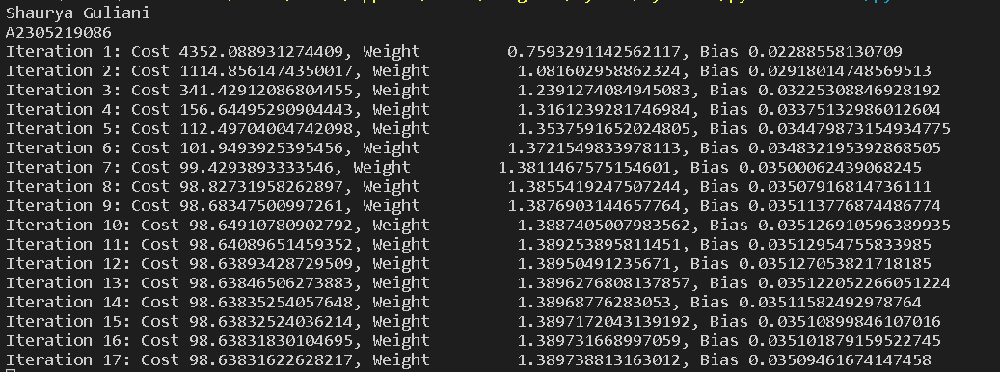 Shaurya Guliani
A2305219086
Iteration 1: Cost 4352.088931274409, Weight 0.7593291142562117, Bias 0.02288558130709
Iteration 2: Cost 1114.8561474350017, Weight 1.081602958862324, Bias 0.02918014748569513
Iteration 3: Cost 341.42912086804455, Weight 1.2391274084945083, Bias 0.03225308846928192
Iteration 4: Cost 156.64495290904443, Weight 1.3161239281746984, Bias 0.03375132986012604
Iteration 5: Cost 112.49704004742098, Weight 1.3537591652024805, Bias 0.034479873154934775
Iteration 6: Cost 101.9493925395456, Weight 1.3721549833978113, Bias 0.034832195392868505
Iteration 7: Cost 99.4293893333546, Weight 1.3811467575154601, Bias 0.03500062439068245
Iteration 8: Cost 98.82731958262897, Weight 1.3855419247507244, Bias 0.03507916814736111
Iteration 9: Cost 98.68347500997261, Weight 1.3876903144657764, Bias 0.035113776874486774
Iteration 10: Cost 98.64910780902792, Weight 1.3887405007983562, Bias 0.035126910596389935
Iteration 11: Cost 98.64089651459352, Weight 1.389253895811451, Bias 0.03512954755833985
Iteration 12: Cost 98.63893428729509, Weight 1.38950491235671, Bias 0.035127053821718185
Iteration 13: Cost 98.63846506273883, Weight 1.3896276808137857, Bias 0.035122052266051224
Iteration 14: Cost 98.63835254057648, Weight 1.38968776283053, Bias 0.03511582492978764
Iteration 15: Cost 98.63832524036214, Weight 1.3897172043139192, Bias 0.03510899846107016
Iteration 16: Cost 98.63831830104695, Weight 1.389731668997059, Bias 0.035101879159522745
Iteration 17: Cost 98.63831622628217, Weight 1.389738813163012, Bias 0.03509461674147458